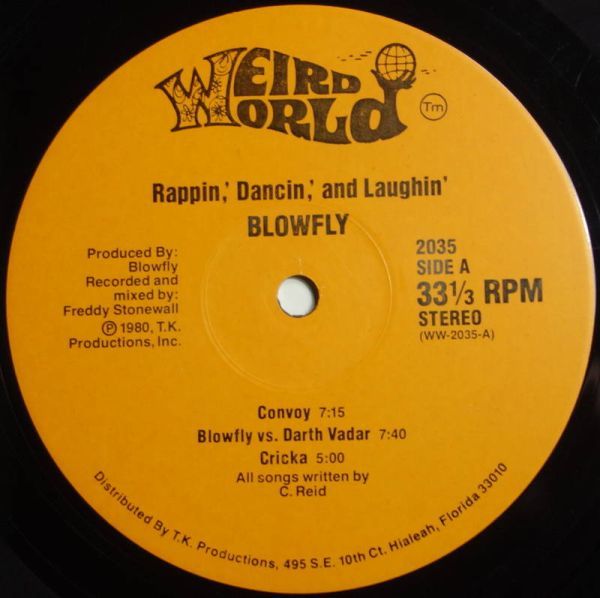 WEIRD
WORLD
Tm
Rappin,' Dancin,' and Laughin'
BLOWFLY
Produced By:
Blowfly
Recorded and
mixed by:
Freddy Stonewall
℗ 1980, T.K.
Productions, Inc.
2035
SIDE A
33 1/3 RPM
STEREO
(WW-2035-A)
Convoy 7:15
Blowfly vs. Darth Vadar 7:40
Cricka 5:00
All songs written by
C. Reid
Distributed By T.K. Productions, 495 S.E. 10th Ct. Hialeah, Florida 33010